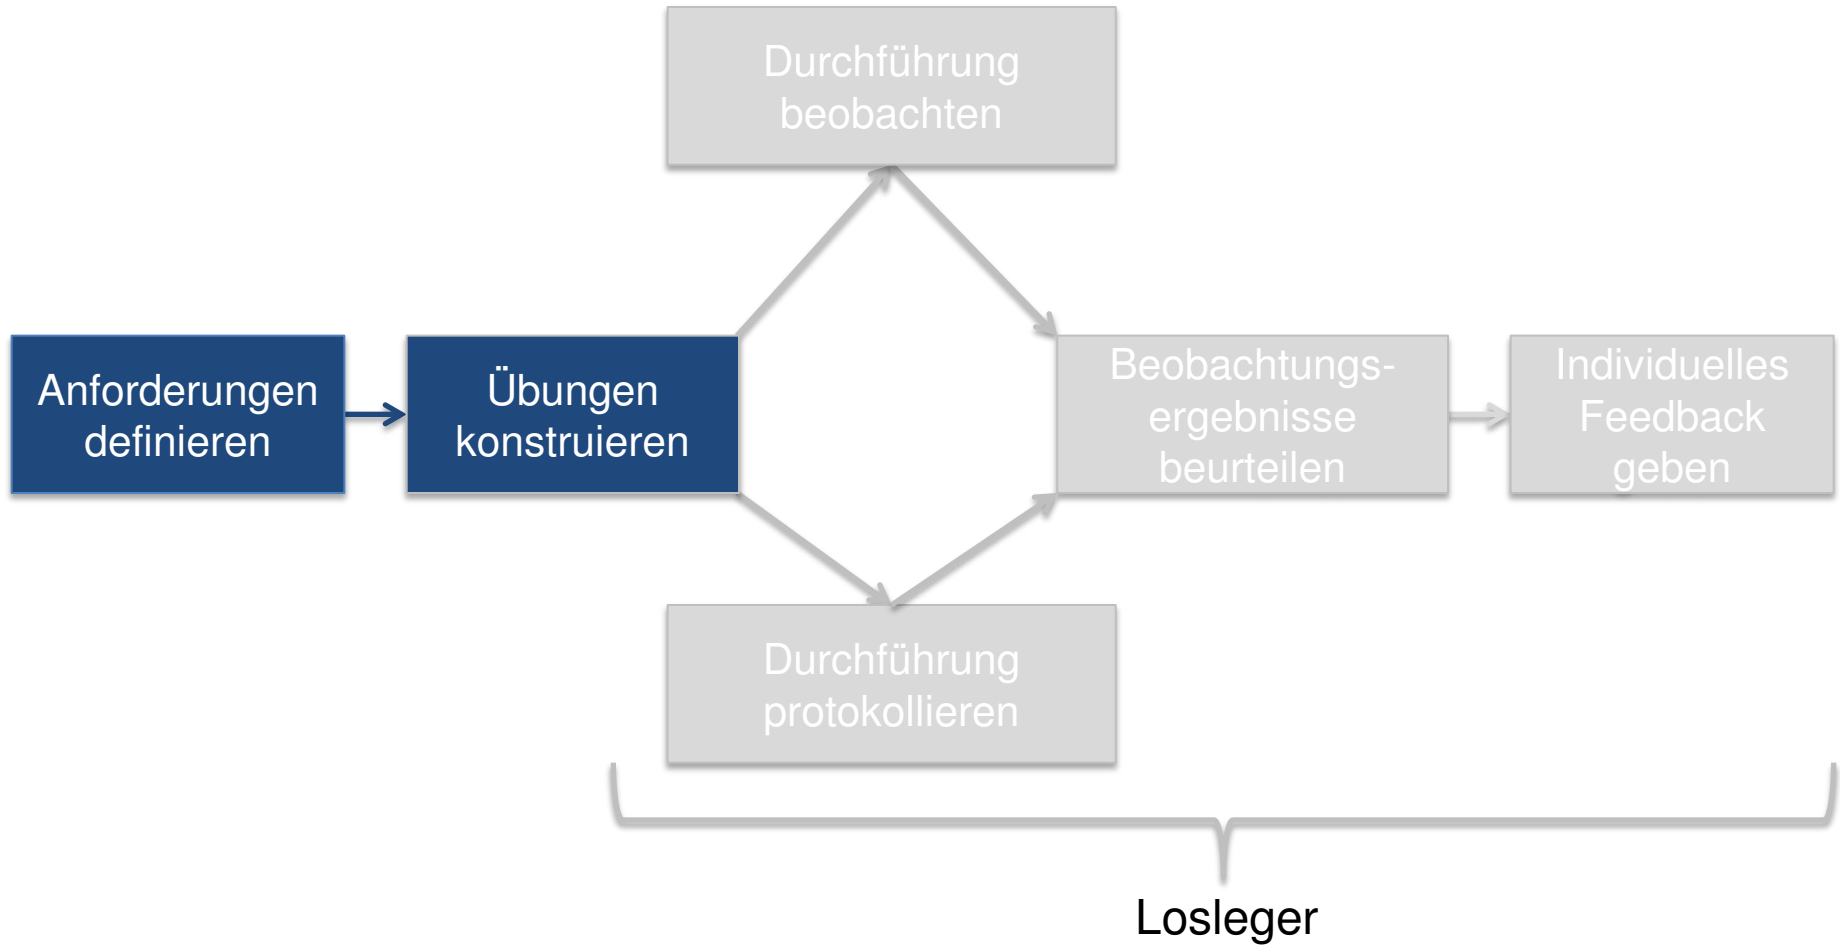 Durchführung
beobachten
Anforderungen
definieren
Übungen
konstruieren
Beobachtungs-
ergebnisse
beurteilen
Individuelles
Feedback
geben
Durchführung
protokollieren
Losleger